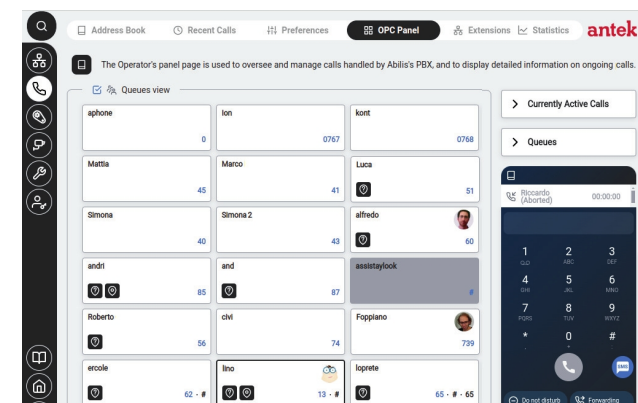 Address Book
Recent Calls
Preferences
OPC Panel
Extensions
Statistics
antek
The Operator's panel page is used to oversee and manage calls handled by Abilis's PBX, and to display detailed information on ongoing calls.
Queues view
aphone
0
Ion
0767
kont
0768
Mattia
45
Marco
41
Luca
51
Simona
40
Simona 2
43
alfredo
60
andri
85
and
87
assistaylook
#
Roberto
56
civi
74
Foppiano
739
ercole
62 - #
lino
13 - #
loprete
65 - # - 65
Currently Active Calls
Queues
Riccardo
(Aborted)
00:00:00
1 2 3
ABC DEF
4 5 6
GHI JKL MNO
7 8 9
PQRS TUV WXYZ
* 0 #
SMS
Do not disturb
Forwarding